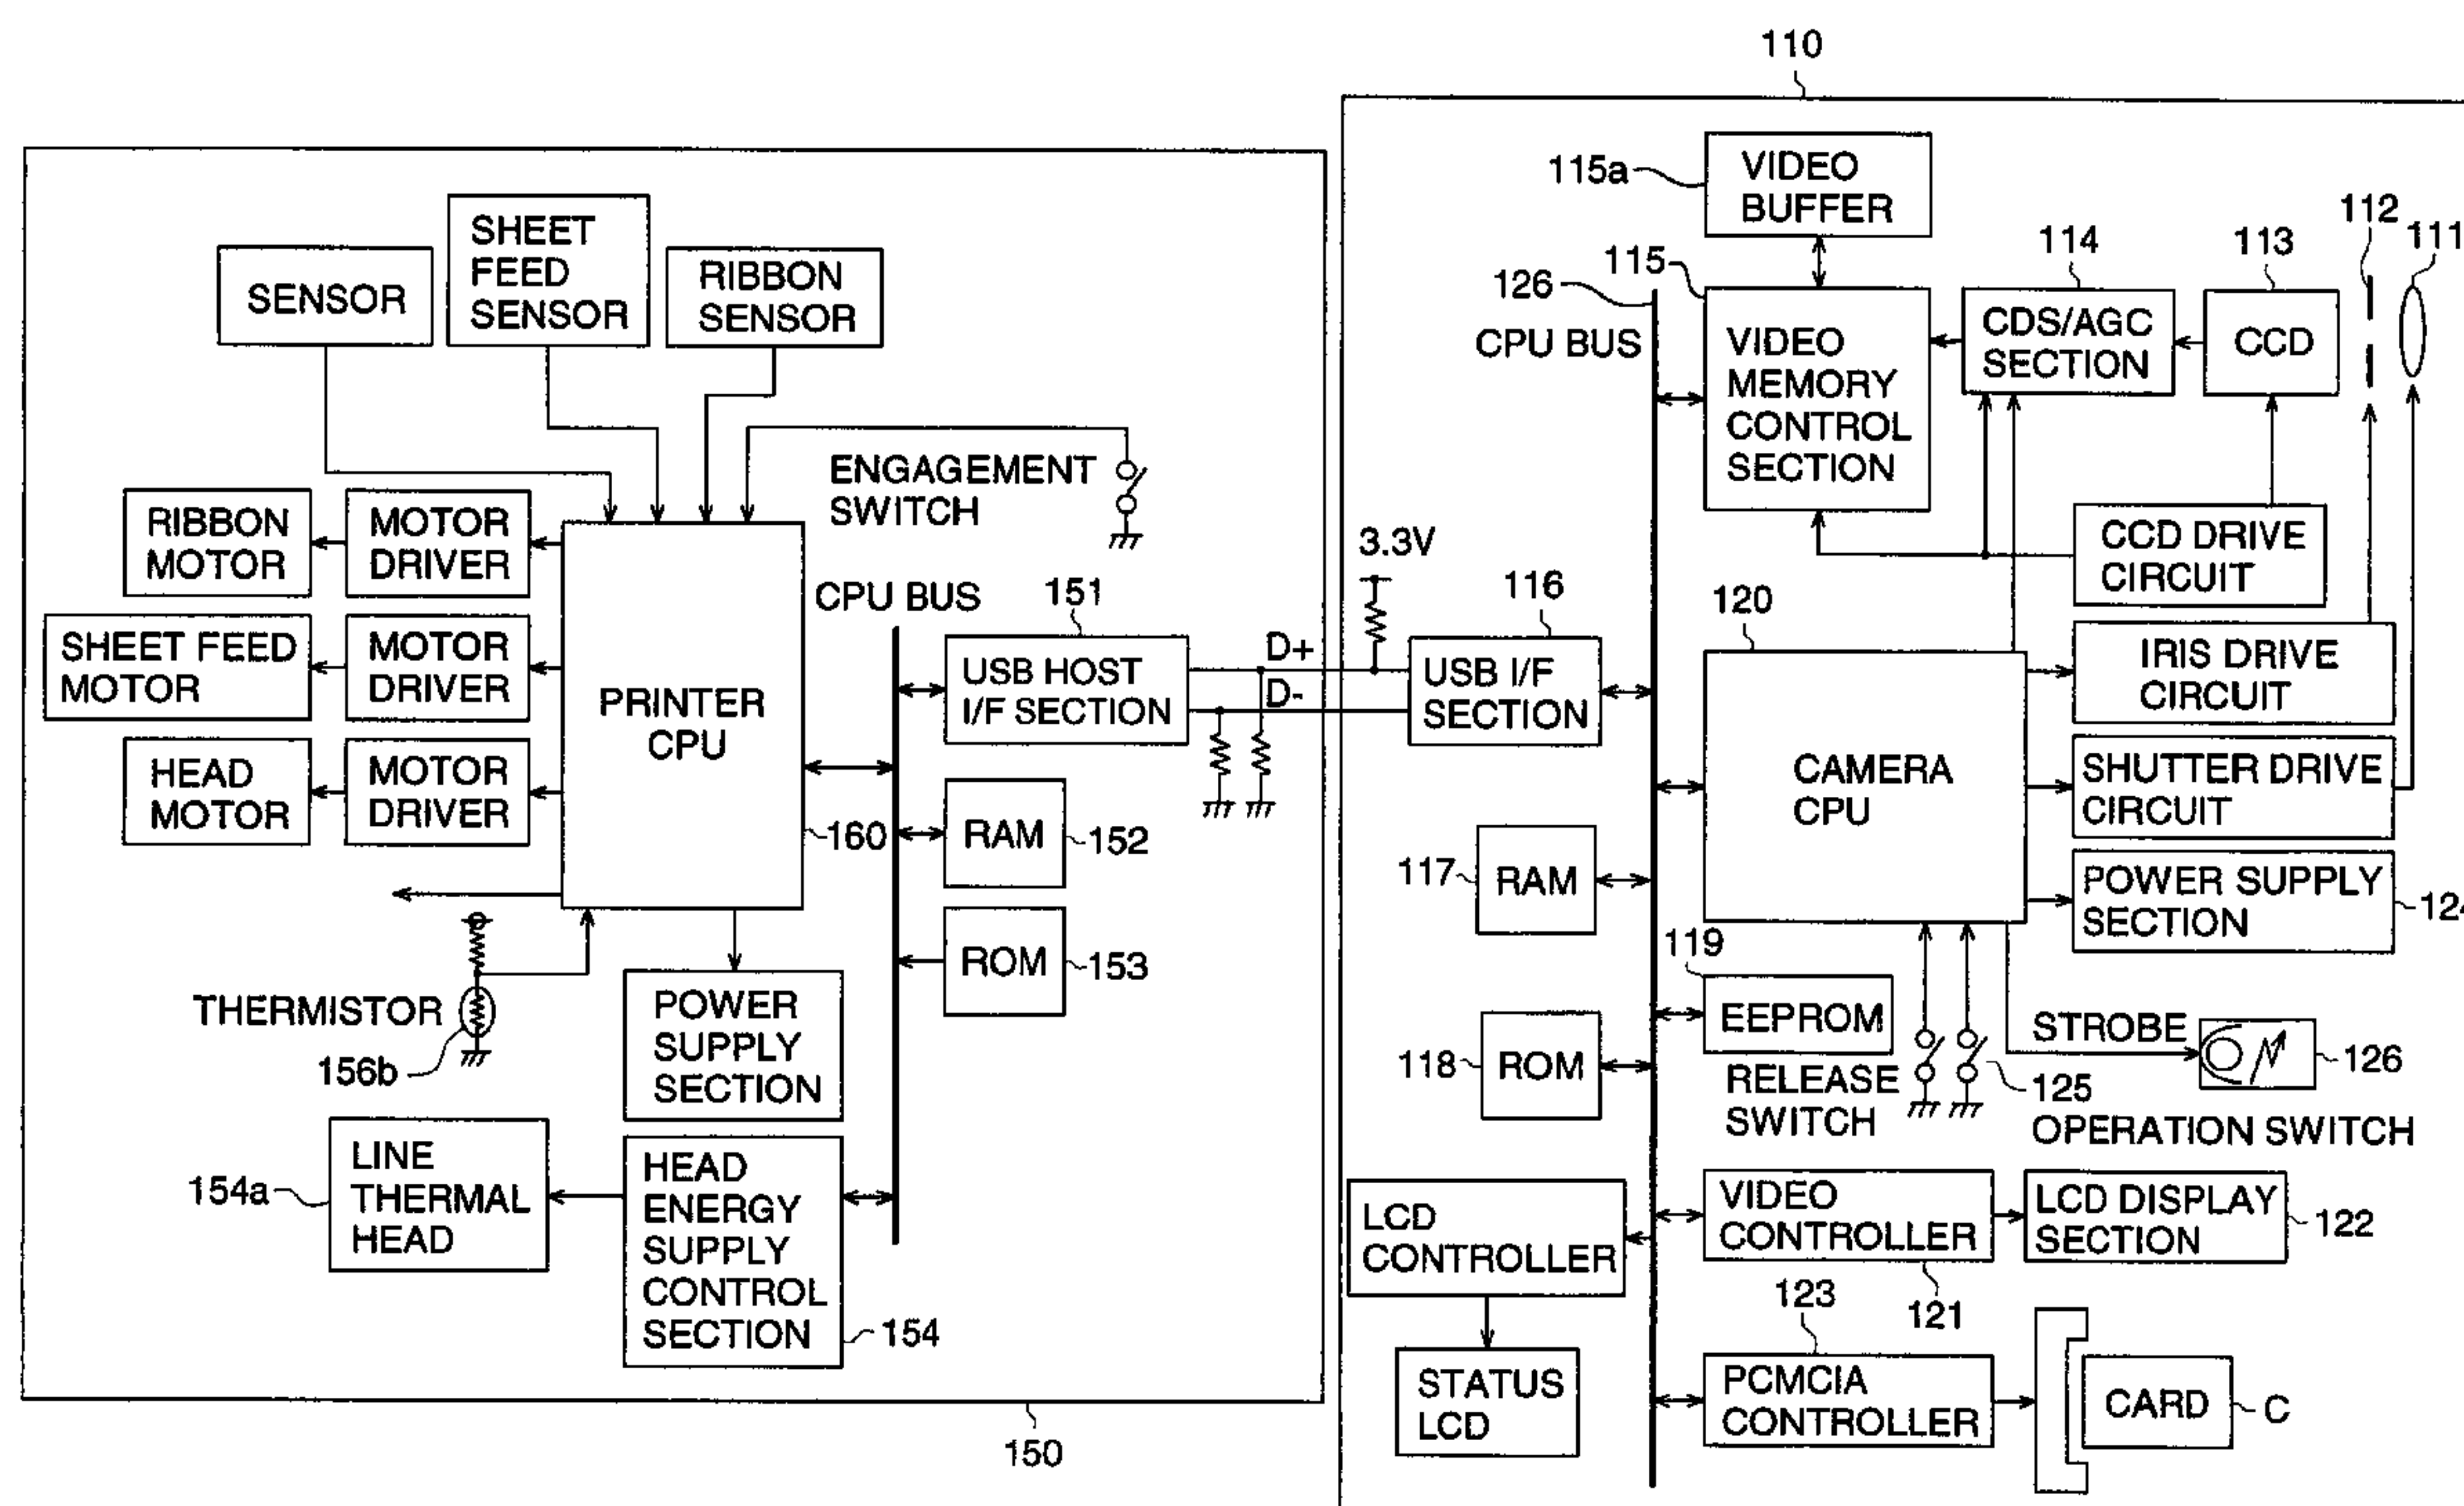 110
VIDEO
BUFFER
115a
SHEET
FEED
SENSOR
SENSOR
RIBBON
SENSOR
112
111
114
113
115
126
CPU BUS
VIDEO
MEMORY
CONTROL
SECTION
CDS/AGC
SECTION
CCD
ENGAGEMENT
SWITCH
RIBBON
MOTOR
MOTOR
DRIVER
SHEET FEED
MOTOR
MOTOR
DRIVER
HEAD
MOTOR
MOTOR
DRIVER
PRINTER
CPU
160
CPU BUS
151
USB HOST
I/F SECTION
D+
D-
3.3V
116
USB I/F
SECTION
CCD DRIVE
CIRCUIT
120
CAMERA
CPU
IRIS DRIVE
CIRCUIT
SHUTTER DRIVE
CIRCUIT
POWER SUPPLY
SECTION
RAM
152
ROM
153
117
RAM
118
ROM
119
EEPROM
RELEASE
SWITCH
125
STROBE
126
OPERATION SWITCH
THERMISTOR
156b
POWER
SUPPLY
SECTION
LINE
THERMAL
HEAD
154a
HEAD
ENERGY
SUPPLY
CONTROL
SECTION
154
LCD
CONTROLLER
VIDEO
CONTROLLER
121
LCD DISPLAY
SECTION
122
STATUS
LCD
123
PCMCIA
CONTROLLER
CARD
C
150